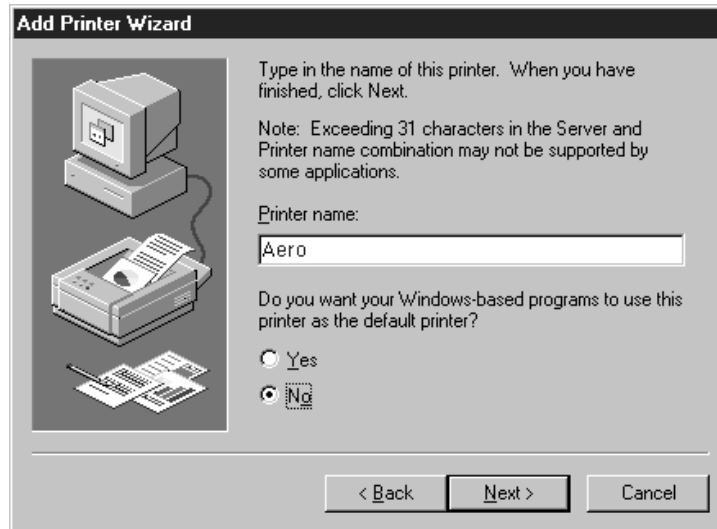 Add Printer Wizard
Type in the name of this printer. When you have
finished, click Next.
Note: Exceeding 31 characters in the Server and
Printer name combination may not be supported by
some applications.
Printer name:
Aero
Do you want your Windows-based programs to use this
printer as the default printer?
Yes
No
< Back
Next >
Cancel